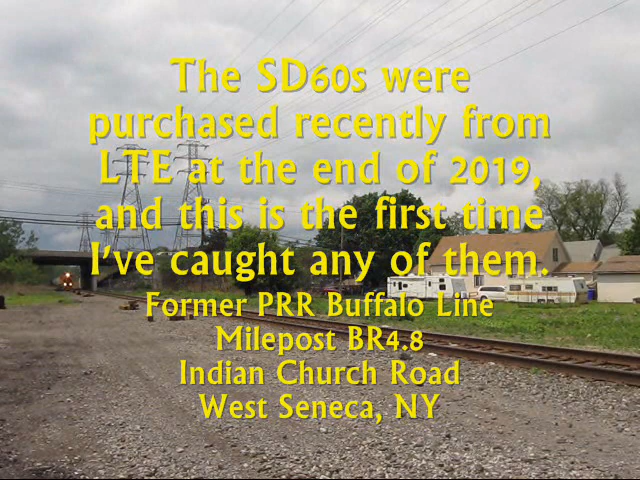 The SD60s were
purchased recently from
LTE at the end of 2019,
and this is the first time
I've caught any of them.
Former PRR Buffalo Line
Milepost BR4.8
Indian Church Road
West Seneca, NY